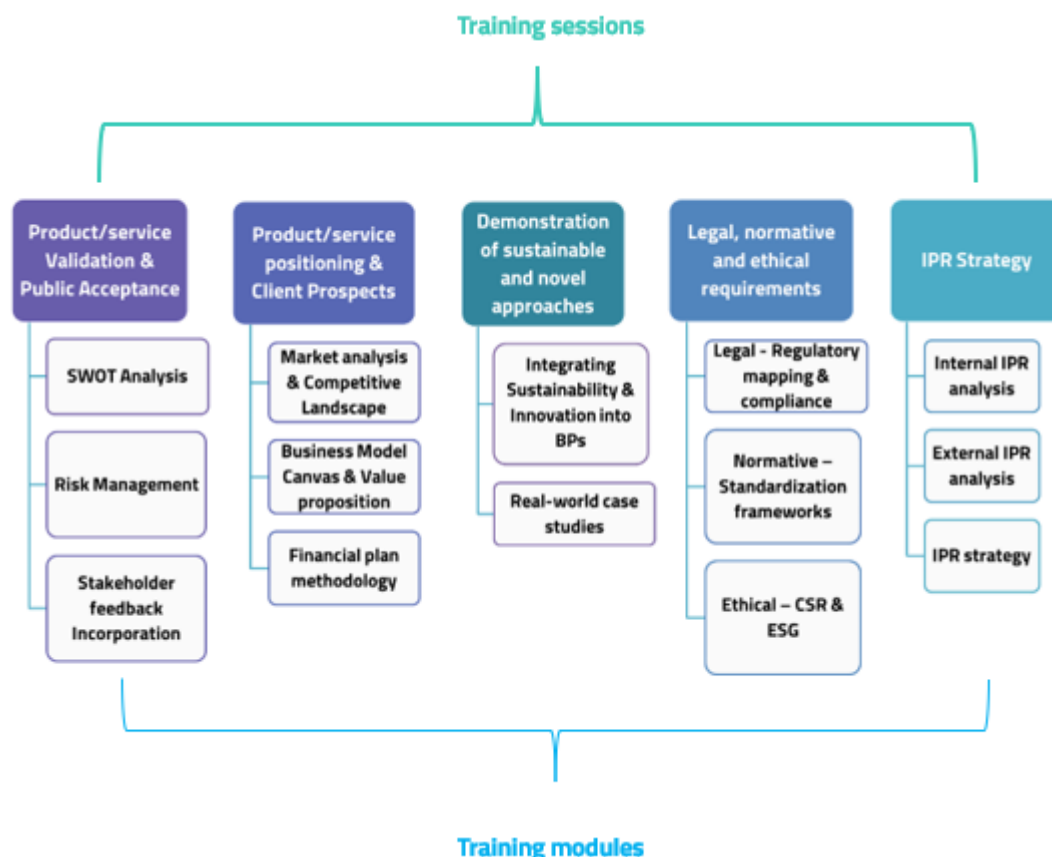 Training sessions
Product/service
Validation &
Public Acceptance
SWOT Analysis
Risk Management
Stakeholder
feedback
Incorporation
Product/service
positioning &
Client Prospects
Market analysis
& Competitive
Landscape
Business Model
Canvas & Value
proposition
Financial plan
methodology
Demonstration
of sustainable
and novel
approaches
Integrating
Sustainability &
Innovation into
BPs
Real-world case
studies
Legal, normative
and ethical
requirements
Legal - Regulatory
mapping &
compliance
Normative –
Standardization
frameworks
Ethical – CSR &
ESG
IPR Strategy
Internal IPR
analysis
External IPR
analysis
IPR strategy
Training modules